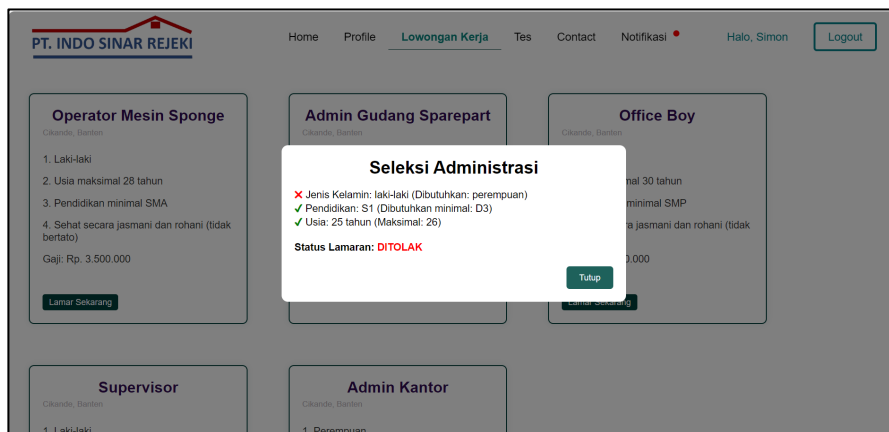 PT. INDO SINAR REJEKI
Home Profile Lowongan Kerja Tes Contact Notifikasi Halo, Simon Logout
Operator Mesin Sponge
Cikande, Banten
1. Laki-laki
2. Usia maksimal 28 tahun
3. Pendidikan minimal SMA
4. Sehat secara jasmani dan rohani (tidak
bertato)
Gaji: Rp. 3.500.000
Lamar Sekarang
Admin Gudang Sparepart
Cikande, Banten
Office Boy
Cikande, Banten
mal 30 tahun
minimal SMP
ra jasmani dan rohani (tidak
0.000
Lamar Sekarang
Seleksi Administrasi
❌ Jenis Kelamin: laki-laki (Dibutuhkan: perempuan)
✔ Pendidikan: S1 (Dibutuhkan minimal: D3)
✔ Usia: 25 tahun (Maksimal: 26)
Status Lamaran: DITOLAK
Tutup
Supervisor
Cikande, Banten
1. Laki-laki
Admin Kantor
Cikande, Banten
1. Perempuan